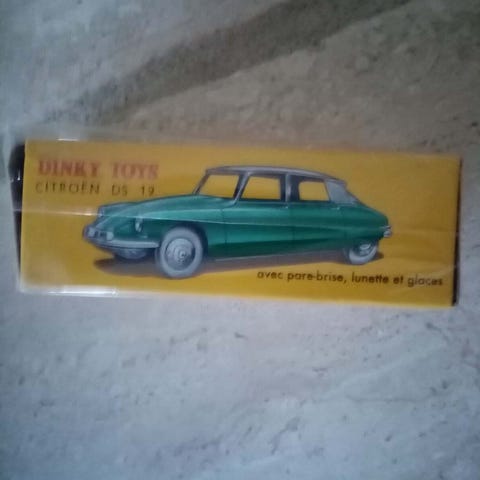 DINKY TOYS
CITROËN DS 19
avec pare-brise, lunette et glaces